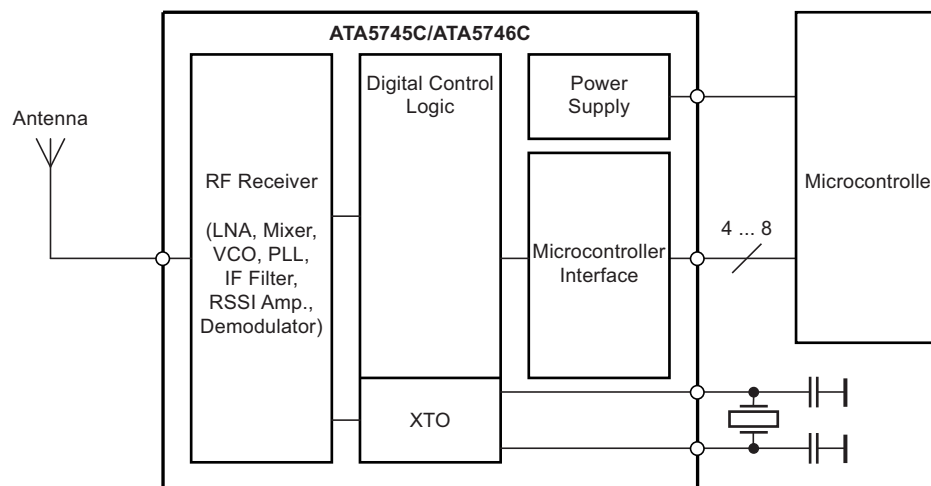 ATA5745C/ATA5746C
Antenna
RF Receiver
(LNA, Mixer,
VCO, PLL,
IF Filter,
RSSI Amp.,
Demodulator)
Digital Control
Logic
XTO
Power
Supply
Microcontroller
Interface
4 ... 8
Microcontrolle